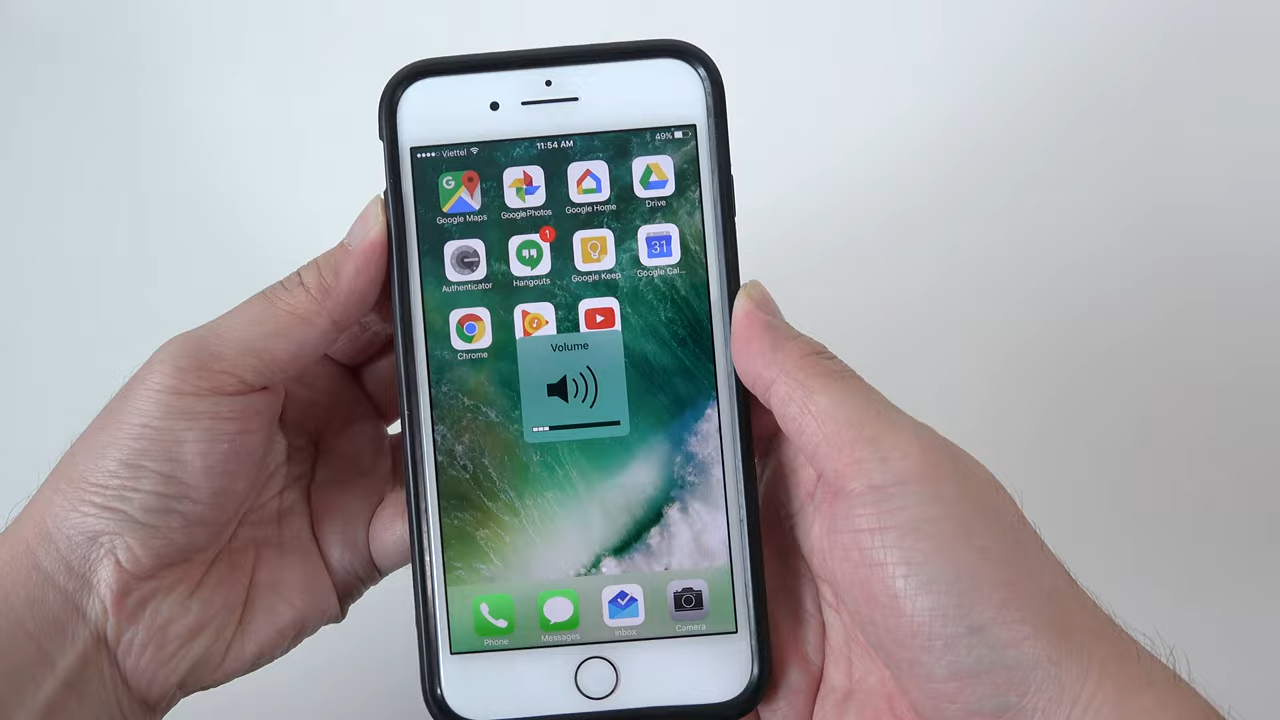 Viettel 11:54 AM 49%
G
Google Maps Google Photos Google Home Drive
1
31
Authenticator Hangouts Google Keep Google Cal...
Chrome
Volume
Phone Messages Inbox Camera